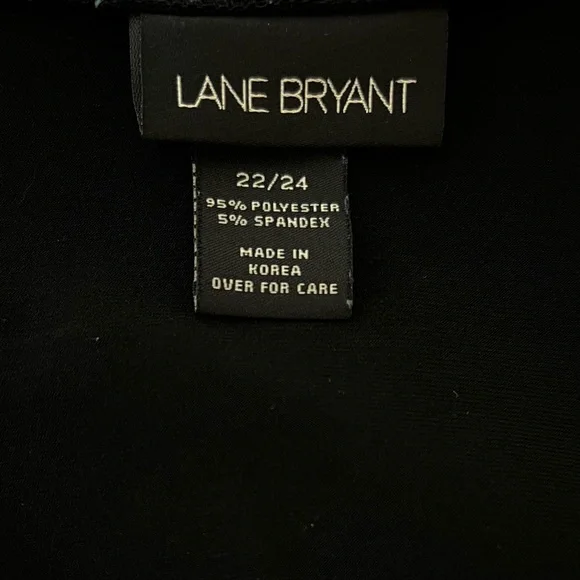 LANE BRYANT
22/24
95% POLYESTER
5% SPANDEX
MADE IN
KOREA
OVER FOR CARE